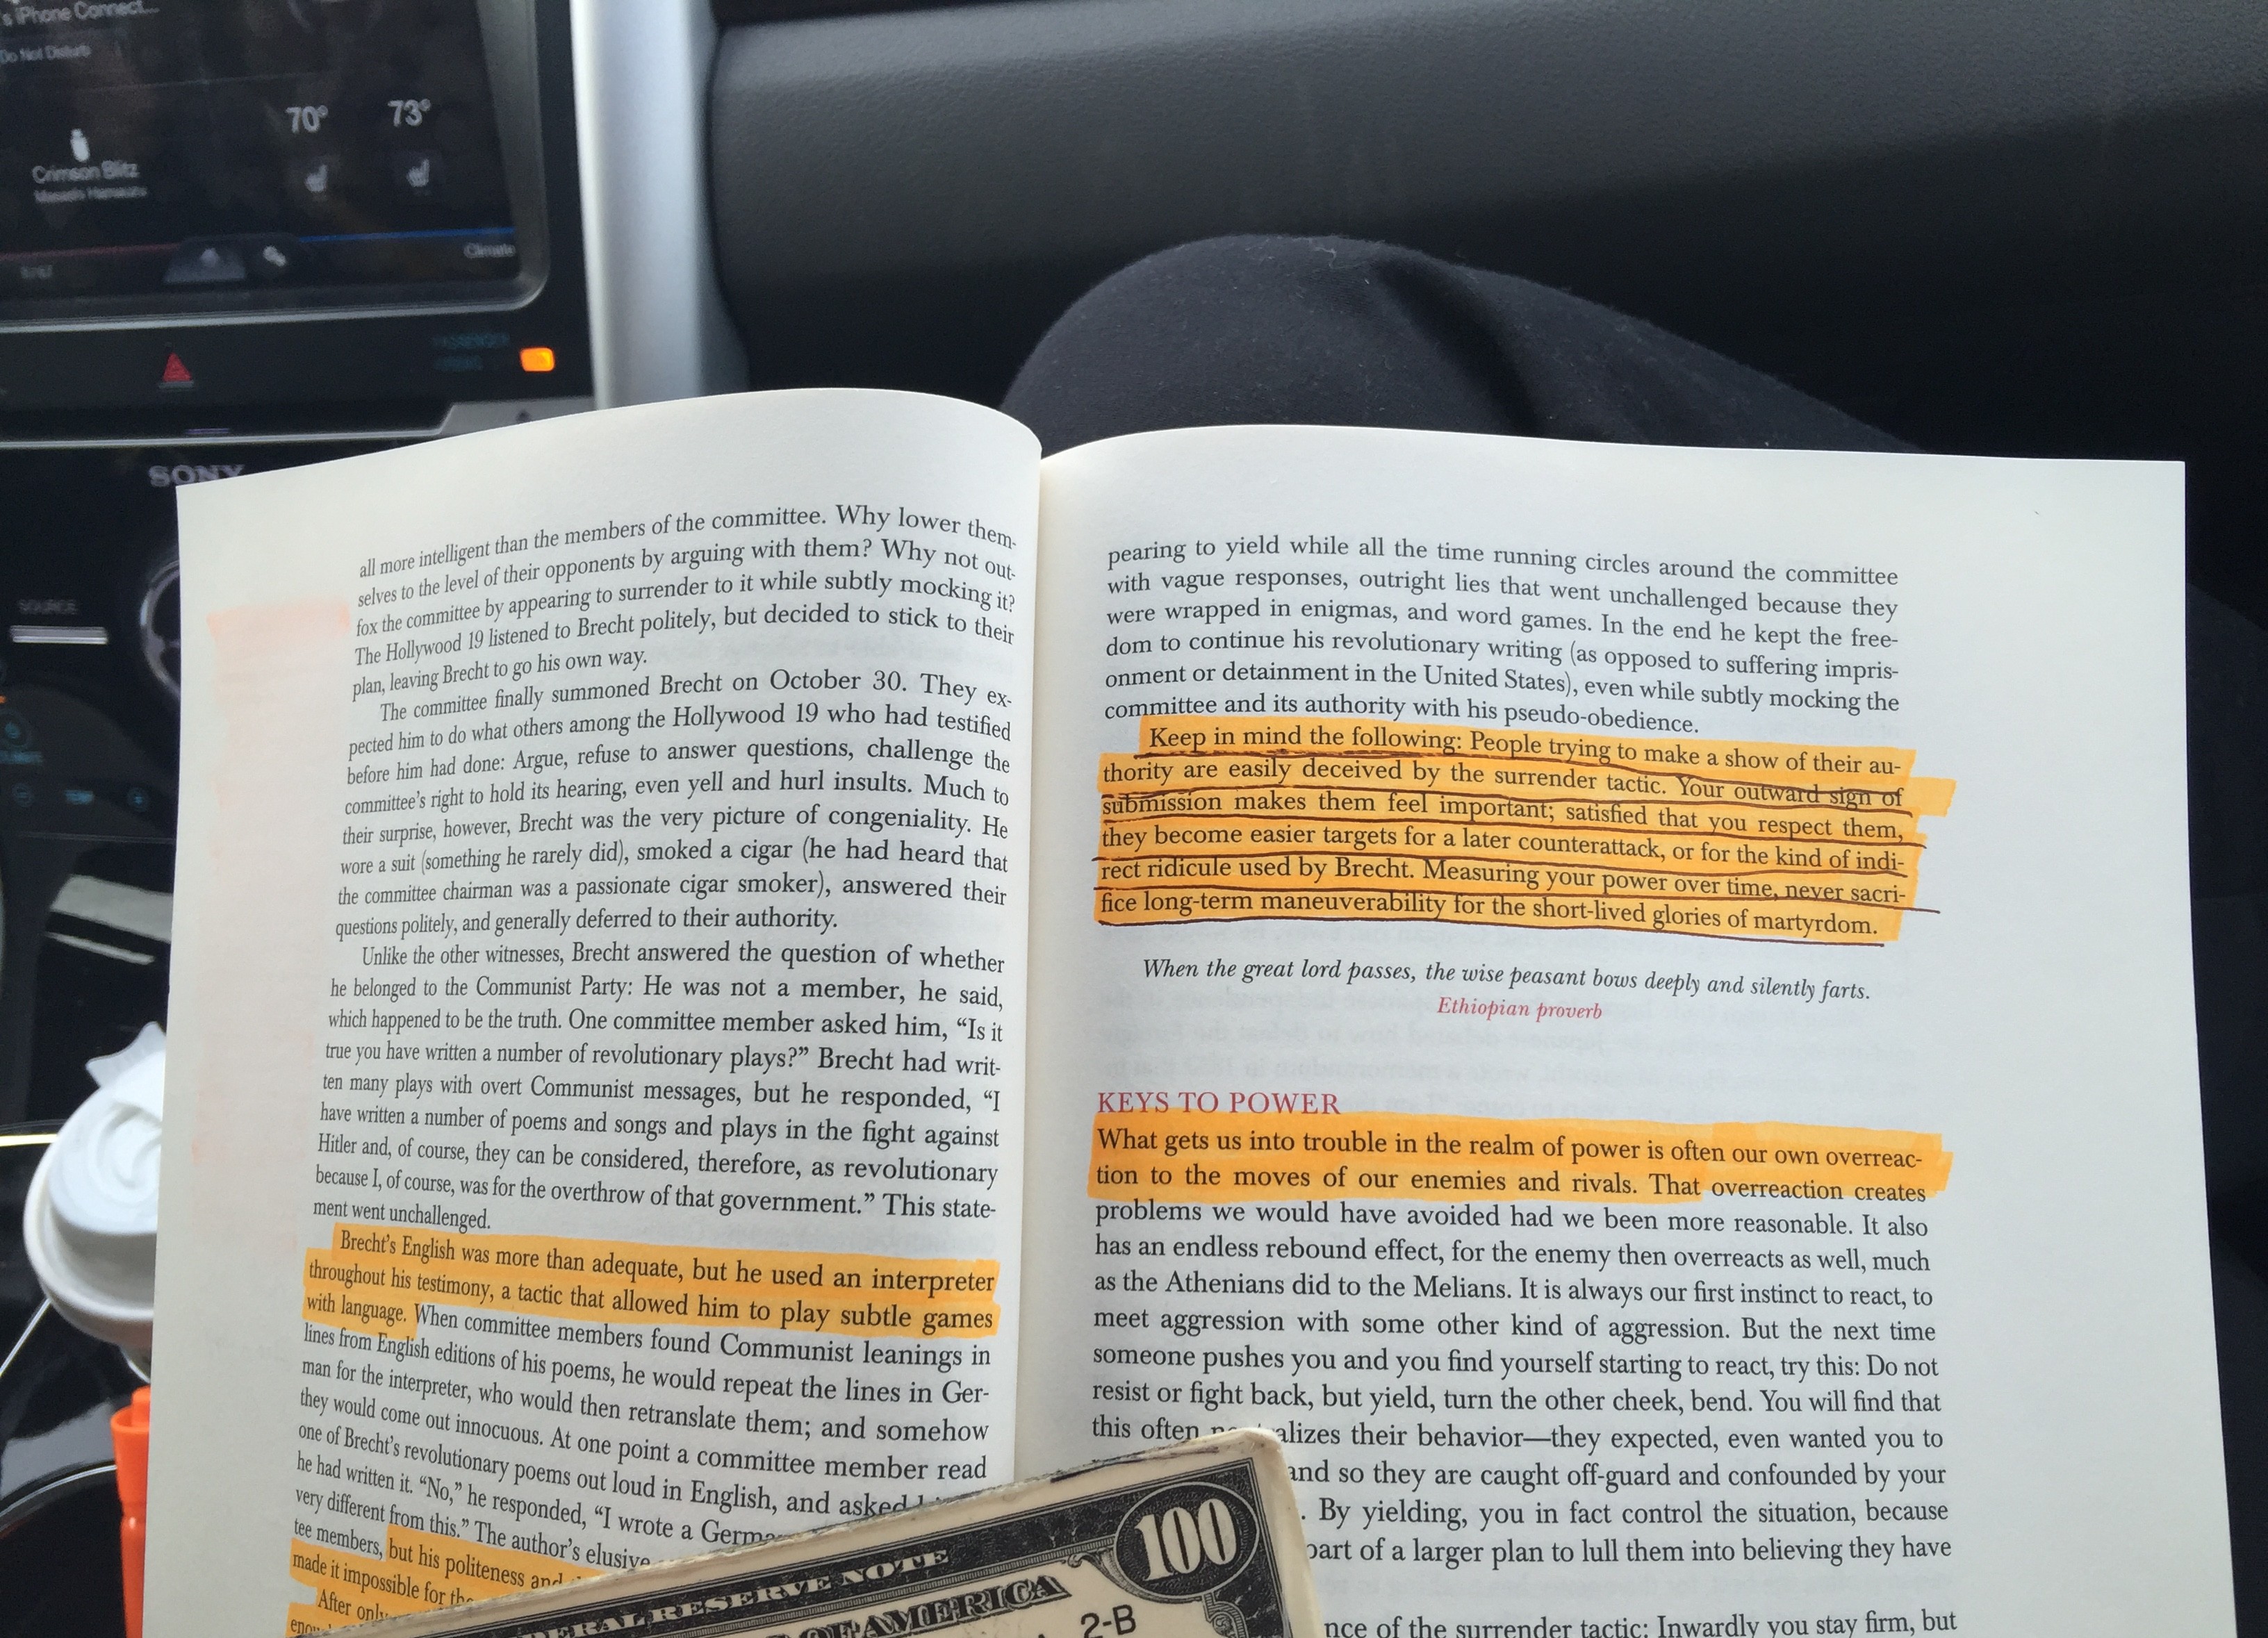 's iPhone Connect...
Do Not Disturb
70° 73°
Crimson Blitz
Climate
SONY
SOURCE
all more intelligent than the members of the committee. Why lower them-
selves to the level of their opponents by arguing with them? Why not out-
fox the committee by appearing to surrender to it while subtly mocking it?
The Hollywood 19 listened to Brecht politely, but decided to stick to their
plan, leaving Brecht to go his own way.
The committee finally summoned Brecht on October 30. They ex-
pected him to do what others among the Hollywood 19 who had testified
before him had done: Argue, refuse to answer questions, challenge the
committee's right to hold its hearing, even yell and hurl insults. Much to
their surprise, however, Brecht was the very picture of congeniality. He
wore a suit (something he rarely did), smoked a cigar (he had heard that
the committee chairman was a passionate cigar smoker), answered their
questions politely, and generally deferred to their authority.
Unlike the other witnesses, Brecht answered the question of whether
he belonged to the Communist Party: He was not a member, he said,
which happened to be the truth. One committee member asked him, “Is it
true you have written a number of revolutionary plays?” Brecht had writ-
ten many plays with overt Communist messages, but he responded, “I
have written a number of poems and songs and plays in the fight against
Hitler and, of course, they can be considered, therefore, as revolutionary
because I, of course, was for the overthrow of that government.” This state-
ment went unchallenged.
Brecht's English was more than adequate, but he used an interpreter
throughout his testimony, a tactic that allowed him to play subtle games
with language. When committee members found Communist leanings in
lines from English editions of his poems, he would repeat the lines in Ger-
man for the interpreter, who would then retranslate them; and somehow
they would come out innocuous. At one point a committee member read
one of Brecht's revolutionary poems out loud in English, and asked
he had written it. “No,” he responded, “I wrote a Germ
very different from this.” The author's elusive
tee members, but his politeness and
made it impossible for the
After only
enou
pearing to yield while all the time running circles around the committee
with vague responses, outright lies that went unchallenged because they
were wrapped in enigmas, and word games. In the end he kept the free-
dom to continue his revolutionary writing (as opposed to suffering impris-
onment or detainment in the United States), even while subtly mocking the
committee and its authority with his pseudo-obedience.
Keep in mind the following: People trying to make a show of their au-
thority are easily deceived by the surrender tactic. Your outward sign of
submission makes them feel important; satisfied that you respect them,
they become easier targets for a later counterattack, or for the kind of indi-
rect ridicule used by Brecht. Measuring your power over time, never sacri-
fice long-term maneuverability for the short-lived glories of martyrdom.
When the great lord passes, the wise peasant bows deeply and silently farts.
Ethiopian proverb
KEYS TO POWER
What gets us into trouble in the realm of power is often our own overreac-
tion to the moves of our enemies and rivals. That overreaction creates
problems we would have avoided had we been more reasonable. It also
has an endless rebound effect, for the enemy then overreacts as well, much
as the Athenians did to the Melians. It is always our first instinct to react, to
meet aggression with some other kind of aggression. But the next time
someone pushes you and you find yourself starting to react, try this: Do not
resist or fight back, but yield, turn the other cheek, bend. You will find that
this often alizes their behavior—they expected, even wanted you to
and so they are caught off-guard and confounded by your
. By yielding, you in fact control the situation, because
part of a larger plan to lull them into believing they have
nce of the surrender tactic: Inwardly you stay firm, but
100
ERAL RESERVE NOTE
OF AMERICA
2-B